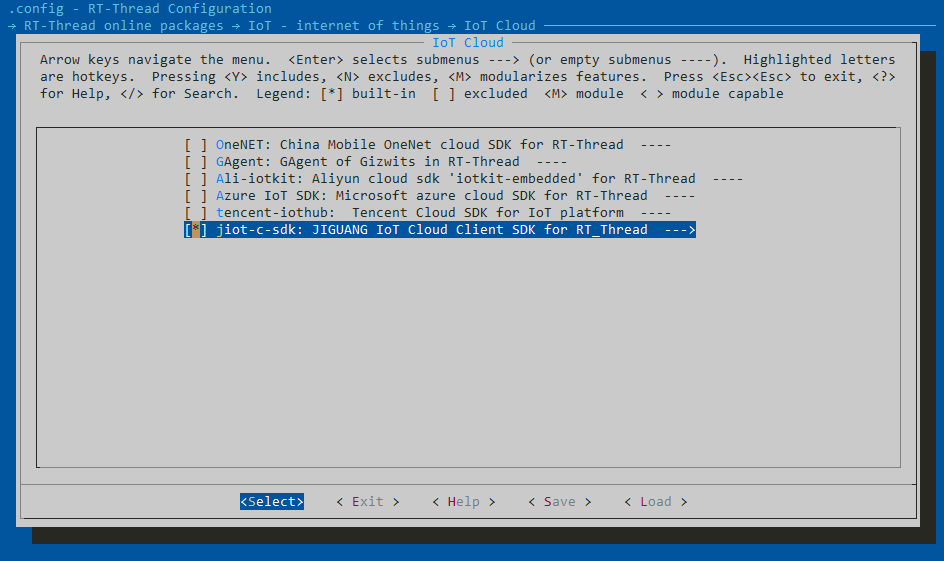 .config - RT-Thread Configuration
→ RT-Thread online packages → IoT - internet of things → IoT Cloud
IoT Cloud
Arrow keys navigate the menu.  <Enter> selects submenus ---> (or empty submenus ----).  Highlighted letters
are hotkeys.  Pressing <Y> includes, <N> excludes, <M> modularizes features.  Press <Esc><Esc> to exit, <?>
for Help, </> for Search.  Legend: [*] built-in  [ ] excluded  <M> module  < > module capable
[ ] OneNET: China Mobile OneNet cloud SDK for RT-Thread  ----
[ ] GAgent: GAgent of Gizwits in RT-Thread  ----
[ ] Ali-iotkit: Aliyun cloud sdk 'iotkit-embedded' for RT-Thread  ----
[ ] Azure IoT SDK: Microsoft azure cloud SDK for RT-Thread  ----
[ ] tencent-iothub:  Tencent Cloud SDK for IoT platform  ----
[*] jiot-c-sdk: JIGUANG IoT Cloud Client SDK for RT_Thread  --->
<Select>    < Exit >    < Help >    < Save >    < Load >